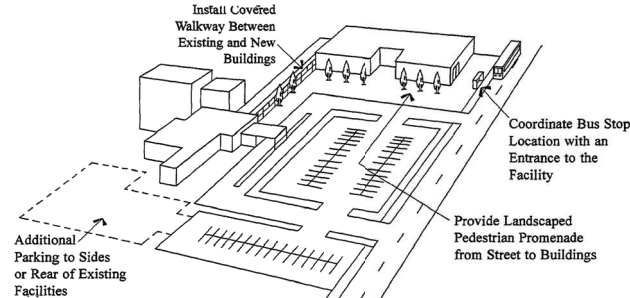 Install Covered
Walkway Between
Existing and New
Buildings
Coordinate Bus Stop
Location with an
Entrance to the
Facility
Provide Landscaped
Pedestrian Promenade
from Street to Buildings
Additional
Parking to Sides
or Rear of Existing
Facilities